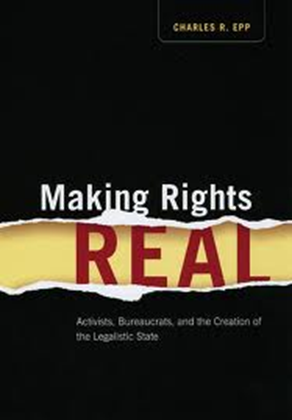 CHARLES R. EPP
Making Rights
REAL
Activists, Bureaucrats, and the Creation of
the Legalistic State